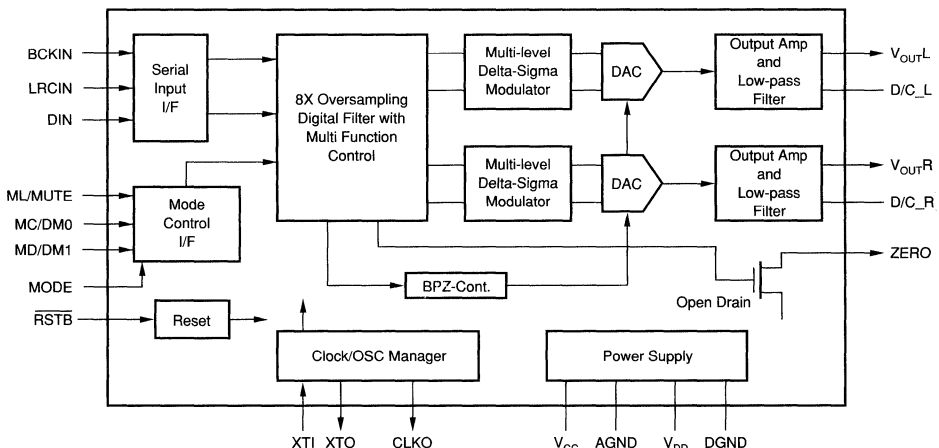 BCKIN
LRCIN
DIN
Serial
Input
I/F
8X Oversampling
Digital Filter with
Multi Function
Control
Multi-level
Delta-Sigma
Modulator
DAC
Output Amp
and
Low-pass
Filter
VOUTL
D/C_L
Multi-level
Delta-Sigma
Modulator
DAC
Output Amp
and
Low-pass
Filter
VOUTR
D/C_R
ML/MUTE
MC/DM0
MD/DM1
MODE
Mode
Control
I/F
BPZ-Cont.
Open Drain
ZERO
RSTB
Reset
Clock/OSC Manager
Power Supply
XTI
XTO
CLKO
VCC
AGND
VDD
DGND